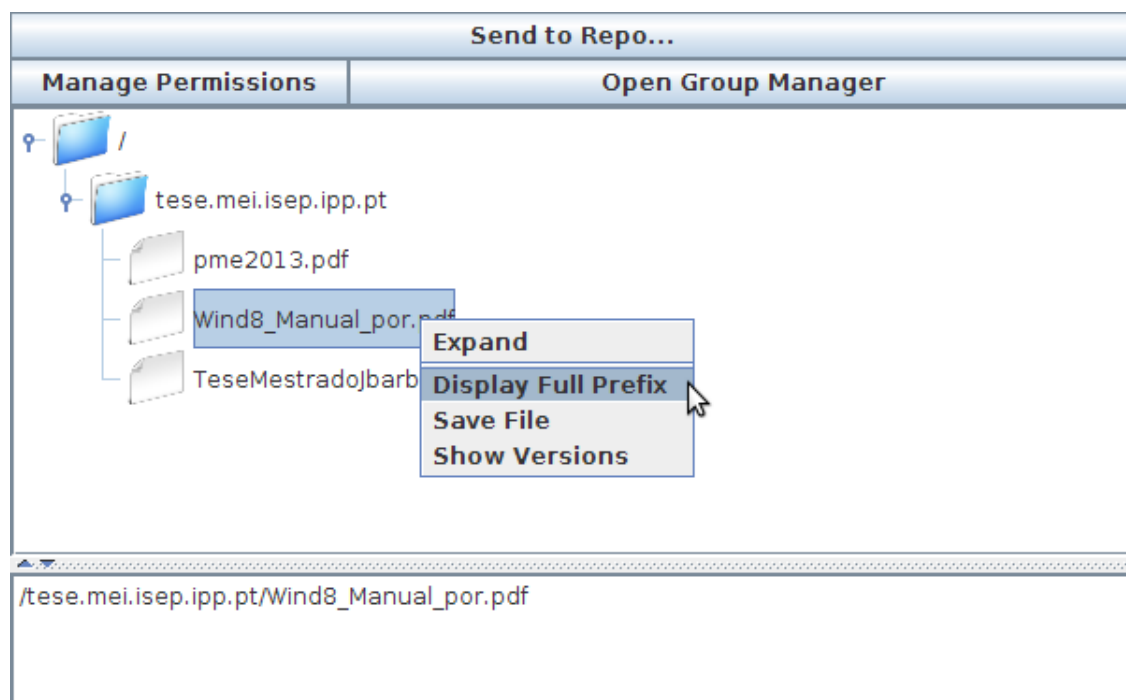 Send to Repo...
Manage Permissions
Open Group Manager
/
tese.mei.isep.ipp.pt
pme2013.pdf
Wind8_Manual_por.pdf
Expand
TeseMestradoJbarb
Display Full Prefix
Save File
Show Versions
/tese.mei.isep.ipp.pt/Wind8_Manual_por.pdf